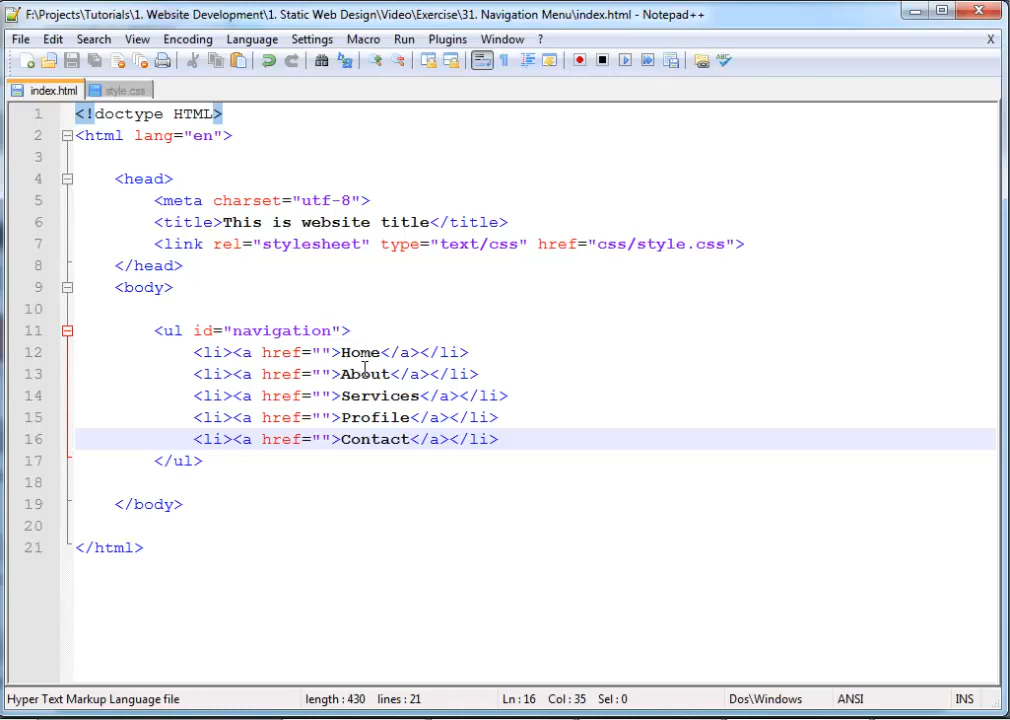 F:\Projects\Tutorials\1. Website Development\1. Static Web Design\Video\Exercise\31. Navigation Menu\index.html - Notepad++
File Edit Search View Encoding Language Settings Macro Run Plugins Window ? X
index.html style.css
1 <!doctype HTML>
2 <html lang="en">
3
4 <head>
5 <meta charset="utf-8">
6 <title>This is website title</title>
7 <link rel="stylesheet" type="text/css" href="css/style.css">
8 </head>
9 <body>
10
11 <ul id="navigation">
12 <li><a href="">Home</a></li>
13 <li><a href="">About</a></li>
14 <li><a href="">Services</a></li>
15 <li><a href="">Profile</a></li>
16 <li><a href="">Contact</a></li>
17 </ul>
18
19 </body>
20
21 </html>
Hyper Text Markup Language file length : 430 lines : 21 Ln : 16 Col : 35 Sel : 0 Dos\Windows ANSI INS